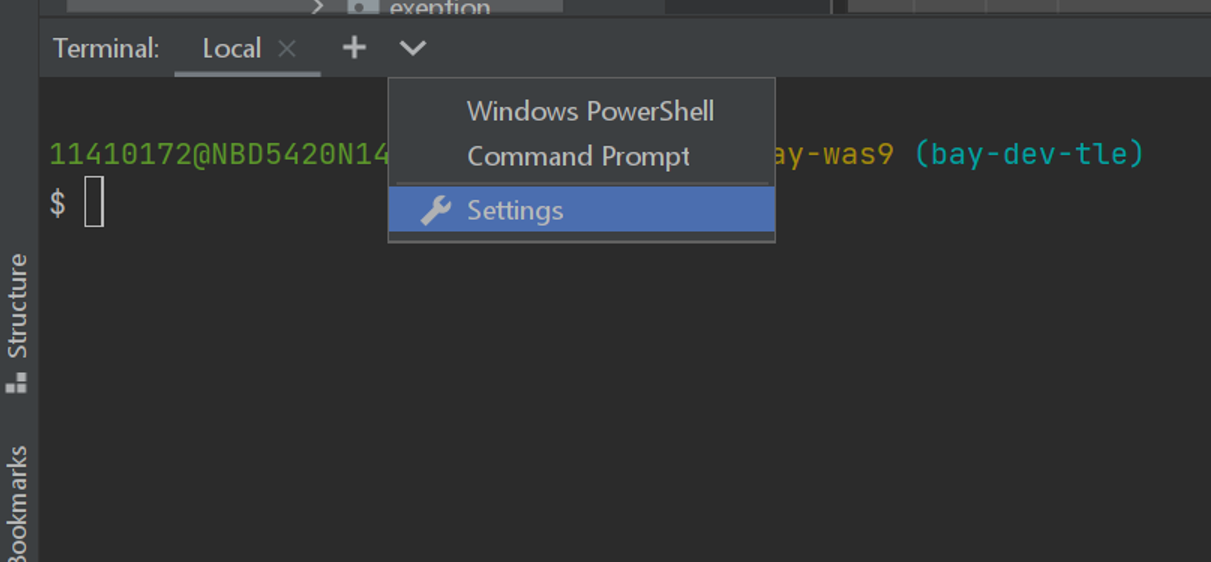 exeption
Terminal: Local
Windows PowerShell
11410172@NBD5420N14 ay-was9 (bay-dev-tle)
Command Prompt
$
Settings
Structure
Bookmarks